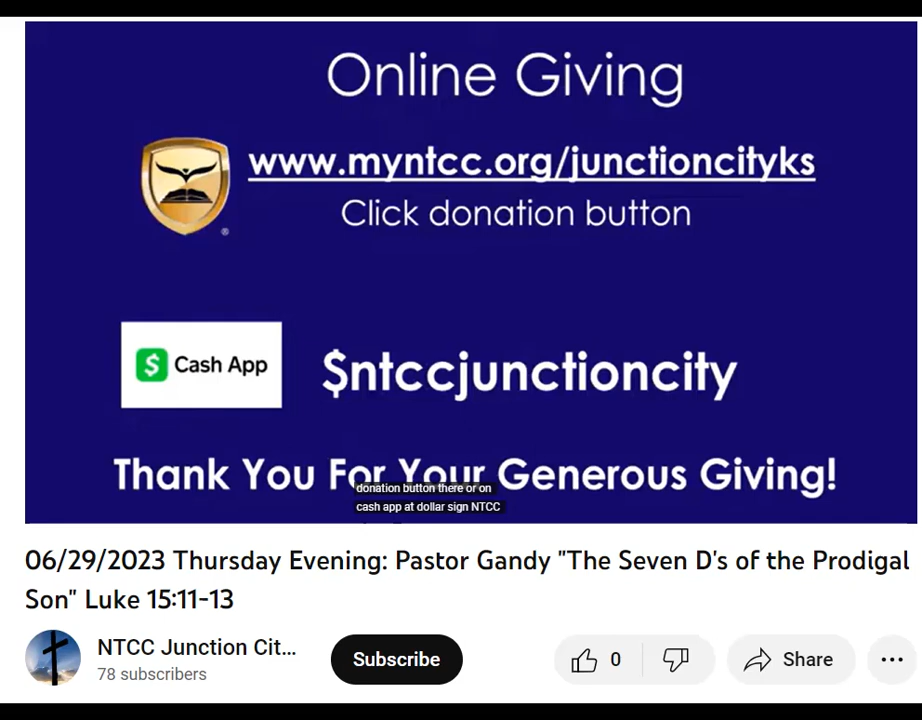 Online Giving
www.myntcc.org/junctioncityks
Click donation button
®
$ Cash App
$ntccjunctioncity
Thank You For Your Generous Giving!
donation button there or on
cash app at dollar sign NTCC
06/29/2023 Thursday Evening: Pastor Gandy "The Seven D's of the Prodigal
Son" Luke 15:11-13
NTCC Junction Cit...
78 subscribers
Subscribe
0
Share